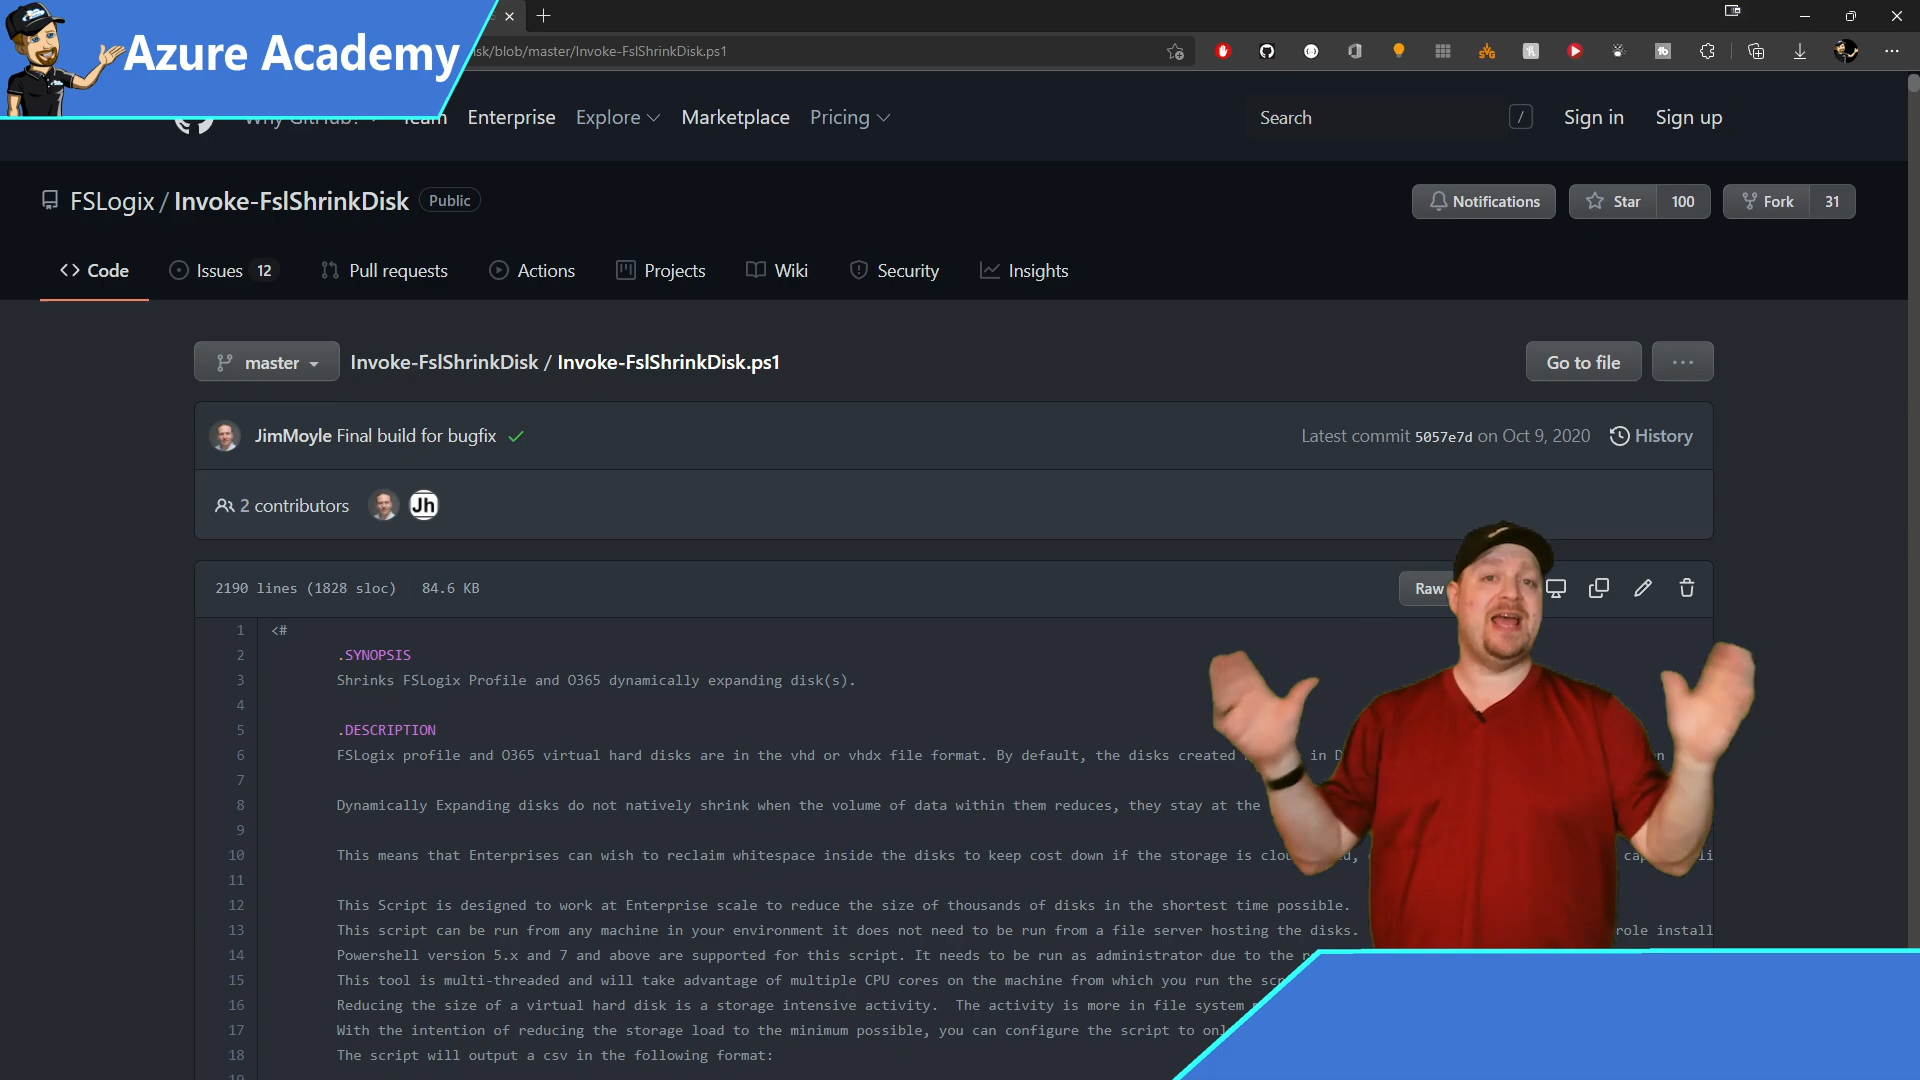 Azure Academy
sk/blob/master/Invoke-FslShrinkDisk.ps1
Why GitHub? Team Enterprise Explore Marketplace Pricing Search / Sign in Sign up
FSLogix / Invoke-FslShrinkDisk Public Notifications Star 100 Fork 31
Code Issues 12 Pull requests Actions Projects Wiki Security Insights
master Invoke-FslShrinkDisk / Invoke-FslShrinkDisk.ps1 Go to file ...
JimMoyle Final build for bugfix Latest commit 5057e7d on Oct 9, 2020 History
2 contributors Jh
2190 lines (1828 sloc) 84.6 KB Raw
1 <#
2 .SYNOPSIS
3 Shrinks FSLogix Profile and O365 dynamically expanding disk(s).
4
5 .DESCRIPTION
6 FSLogix profile and O365 virtual hard disks are in the vhd or vhdx file format. By default, the disks created in D n
7
8 Dynamically Expanding disks do not natively shrink when the volume of data within them reduces, they stay at the
9
10 This means that Enterprises can wish to reclaim whitespace inside the disks to keep cost down if the storage is clou d, cap li
11
12 This Script is designed to work at Enterprise scale to reduce the size of thousands of disks in the shortest time possible.
13 This script can be run from any machine in your environment it does not need to be run from a file server hosting the disks. role install
14 Powershell version 5.x and 7 and above are supported for this script. It needs to be run as administrator due to the r
15 This tool is multi-threaded and will take advantage of multiple CPU cores on the machine from which you run the scr
16 Reducing the size of a virtual hard disk is a storage intensive activity. The activity is more in file system
17 With the intention of reducing the storage load to the minimum possible, you can configure the script to onl
18 The script will output a csv in the following format:
19